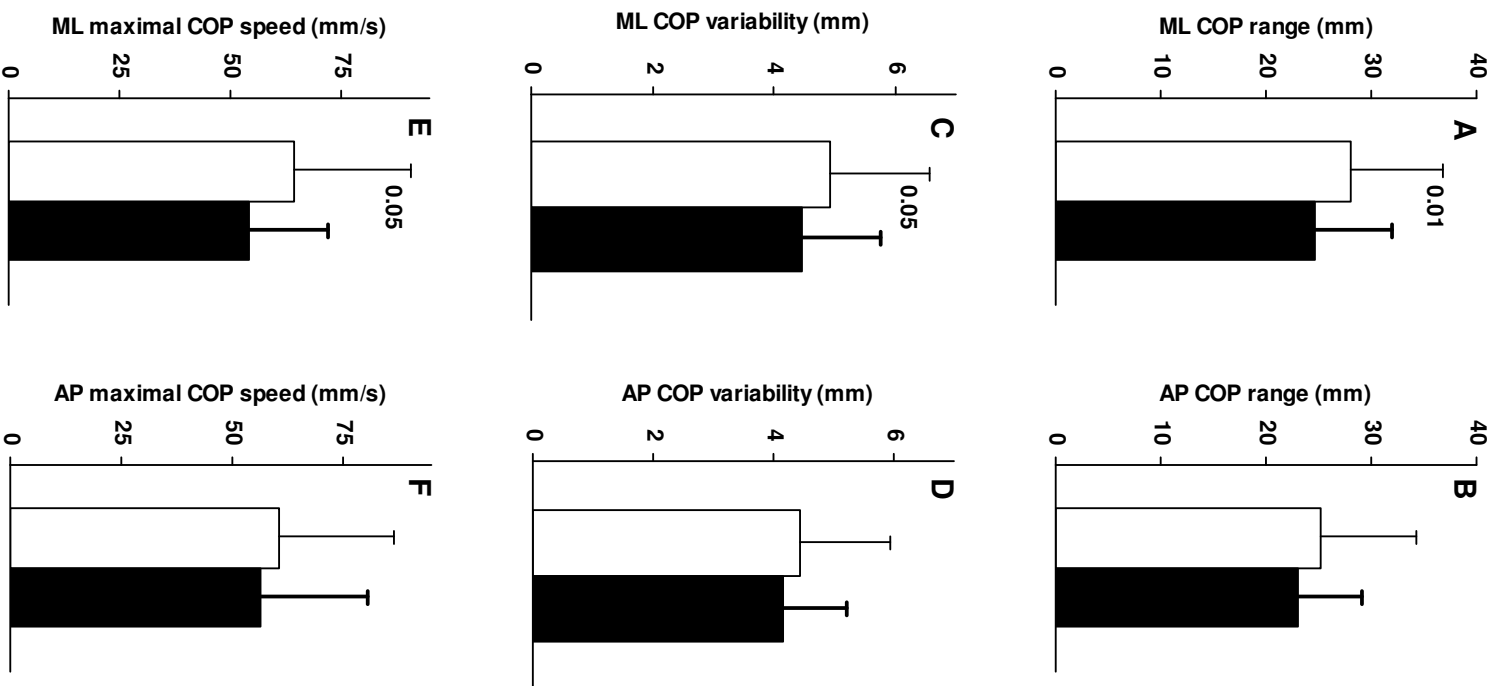 A
ML COP range (mm)
40
30
20
10
0
0.01
B
AP COP range (mm)
40
30
20
10
0
C
ML COP variability (mm)
6
4
2
0
0.05
D
AP COP variability (mm)
6
4
2
0
E
ML maximal COP speed (mm/s)
75
50
25
0
0.05
F
AP maximal COP speed (mm/s)
75
50
25
0